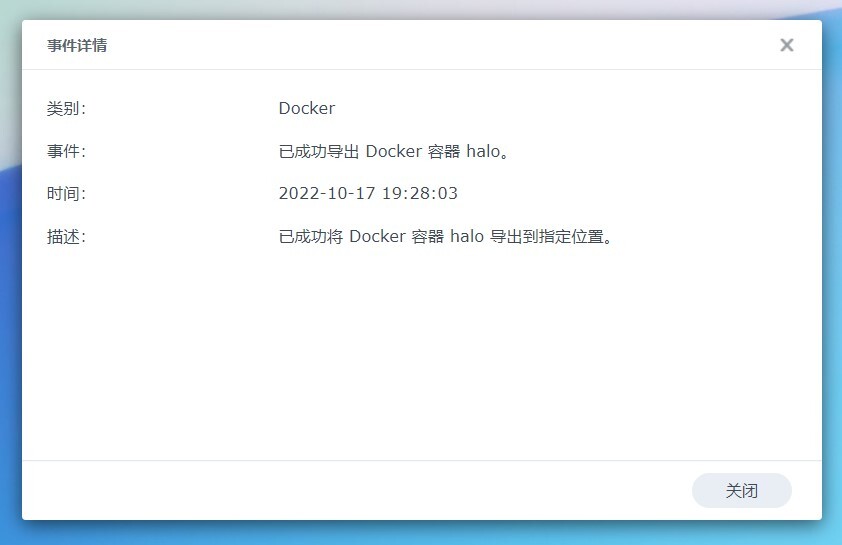 事件详情
类别： Docker
事件： 已成功导出 Docker 容器 halo。
时间： 2022-10-17 19:28:03
描述： 已成功将 Docker 容器 halo 导出到指定位置。
关闭